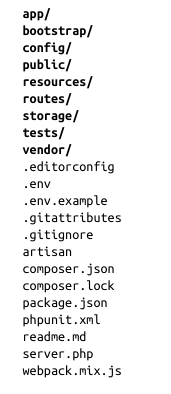 app/
bootstrap/
config/
public/
resources/
routes/
storage/
tests/
vendor/
.editorconfig
.env
.env.example
.gitattributes
.gitignore
artisan
composer.json
composer.lock
package.json
phpunit.xml
readme.md
server.php
webpack.mix.js